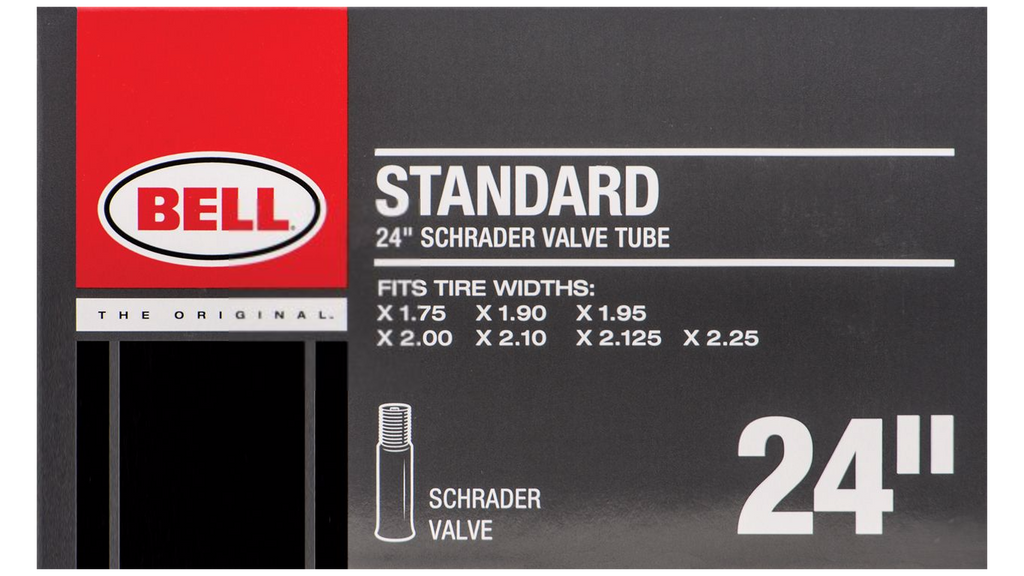 BELL
THE ORIGINAL.
STANDARD
24" SCHRADER VALVE TUBE
FITS TIRE WIDTHS:
X 1.75 X 1.90 X 1.95
X 2.00 X 2.10 X 2.125 X 2.25
SCHRADER
VALVE
24"